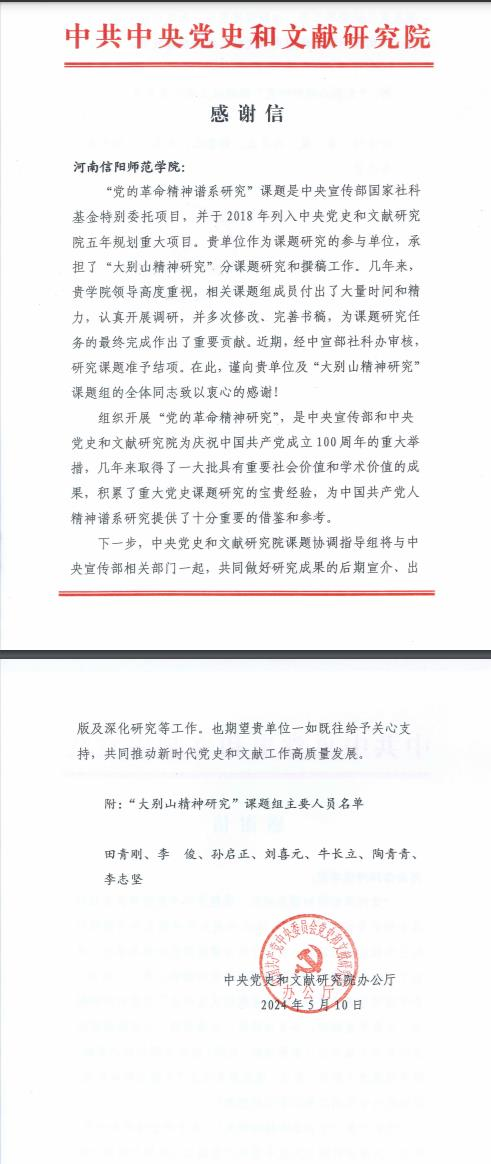 中共中央党史和文献研究院
感谢信
河南信阳师范学院：
“党的革命精神谱系研究”课题是中央宣传部国家社科
基金特别委托项目，并于2018年列入中央党史和文献研究
院五年规划重大项目。贵单位作为课题研究的参与单位，承
担了“大别山精神研究”分课题研究和撰稿工作。几年来，
贵学院领导高度重视，相关课题组成员付出了大量时间和精
力，认真开展调研，并多次修改、完善书稿，为课题研究任
务的最终完成作出了重要贡献。近期，经中宣部社科办审核，
研究课题准予结项。在此，谨向贵单位及“大别山精神研究”
课题组的全体同志致以衷心的感谢！
组织开展“党的革命精神谱系研究”，是中央宣传部和中央
党史和文献研究院为庆祝中国共产党成立100周年的重大举
措，几年来取得了一大批具有重要社会价值和学术价值的成
果，积累了重大党史课题研究的宝贵经验，为中国共产党人
精神谱系研究提供了十分重要的借鉴和参考。
下一步，中央党史和文献研究院课题协调指导组将与中
央宣传部相关部门一起，共同做好研究成果的后期宣介、出
版及深化研究等工作。也期望贵单位一如既往给予关心支
持，共同推动新时代党史和文献工作高质量发展。
附：“大别山精神研究”课题组主要人员名单
田青刚、李　俊、孙启正、刘喜元、牛长立、陶青青、
李志坚
中国共产党中央委员会党史和文献研究院
办公厅
中央党史和文献研究院办公厅
2024年5月10日